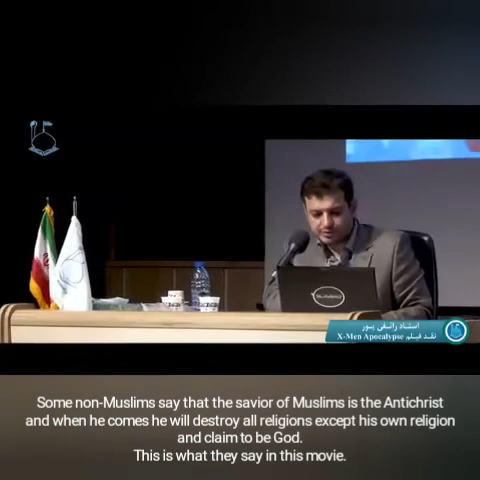 استاد رائفی پور
نقد فیلم X-Men Apocalypse
Some non-Muslims say that the savior of Muslims is the Antichrist
and when he comes he will destroy all religions except his own religion
and claim to be God.
This is what they say in this movie.